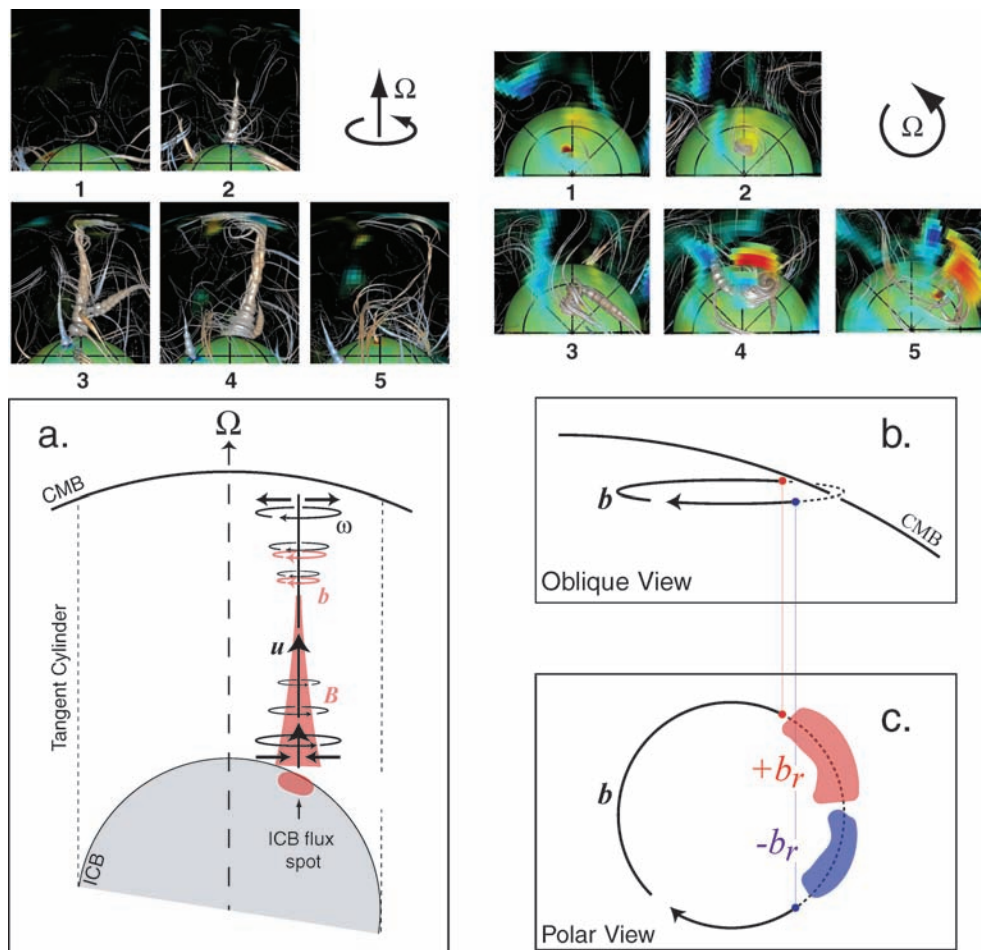 Ω
1
2
3
4
5
Ω
1
2
3
4
5
a.
Ω
CMB
ω
b
u
B
Tangent Cylinder
ICB flux
spot
ICB
b.
b
CMB
Oblique View
c.
b
+br
-br
Polar View